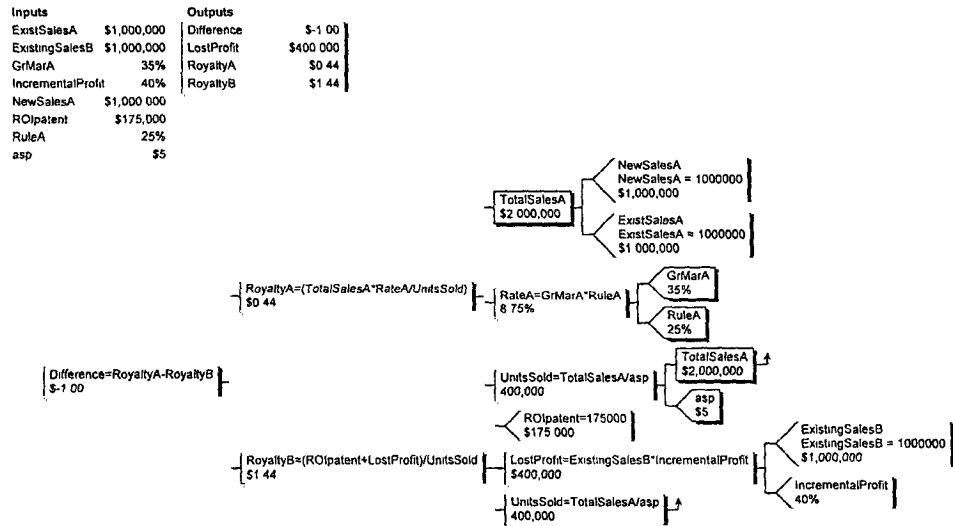 Inputs
ExistSalesA $1,000,000
ExistingSalesB $1,000,000
GrMarA 35%
IncrementalProfit 40%
NewSalesA $1,000 000
ROIpatent $175,000
RuleA 25%
asp $5
Outputs
Difference $-1 00
LostProfit $400 000
RoyaltyA $0 44
RoyaltyB $1 44
NewSalesA
NewSalesA = 1000000
$1,000,000
TotalSalesA
$2 000,000
ExistSalesA
ExistSalesA = 1000000
$1 000,000
GrMarA
35%
RoyaltyA=(TotalSalesA*RateA/UnitsSold)
$0 44
RateA=GrMarA*RuleA
8 75%
RuleA
25%
TotalSalesA
$2,000,000
Difference=RoyaltyA-RoyaltyB
$-1 00
UnitsSold=TotalSalesA/asp
400,000
asp
$5
ROIpatent=175000
$175 000
ExistingSalesB
ExistingSalesB = 1000000
$1,000,000
RoyaltyB=(ROIpatent+LostProfit)/UnitsSold
$1 44
LostProfit=ExistingSalesB*IncrementalProfit
$400,000
IncrementalProfit
40%
UnitsSold=TotalSalesA/asp
400,000